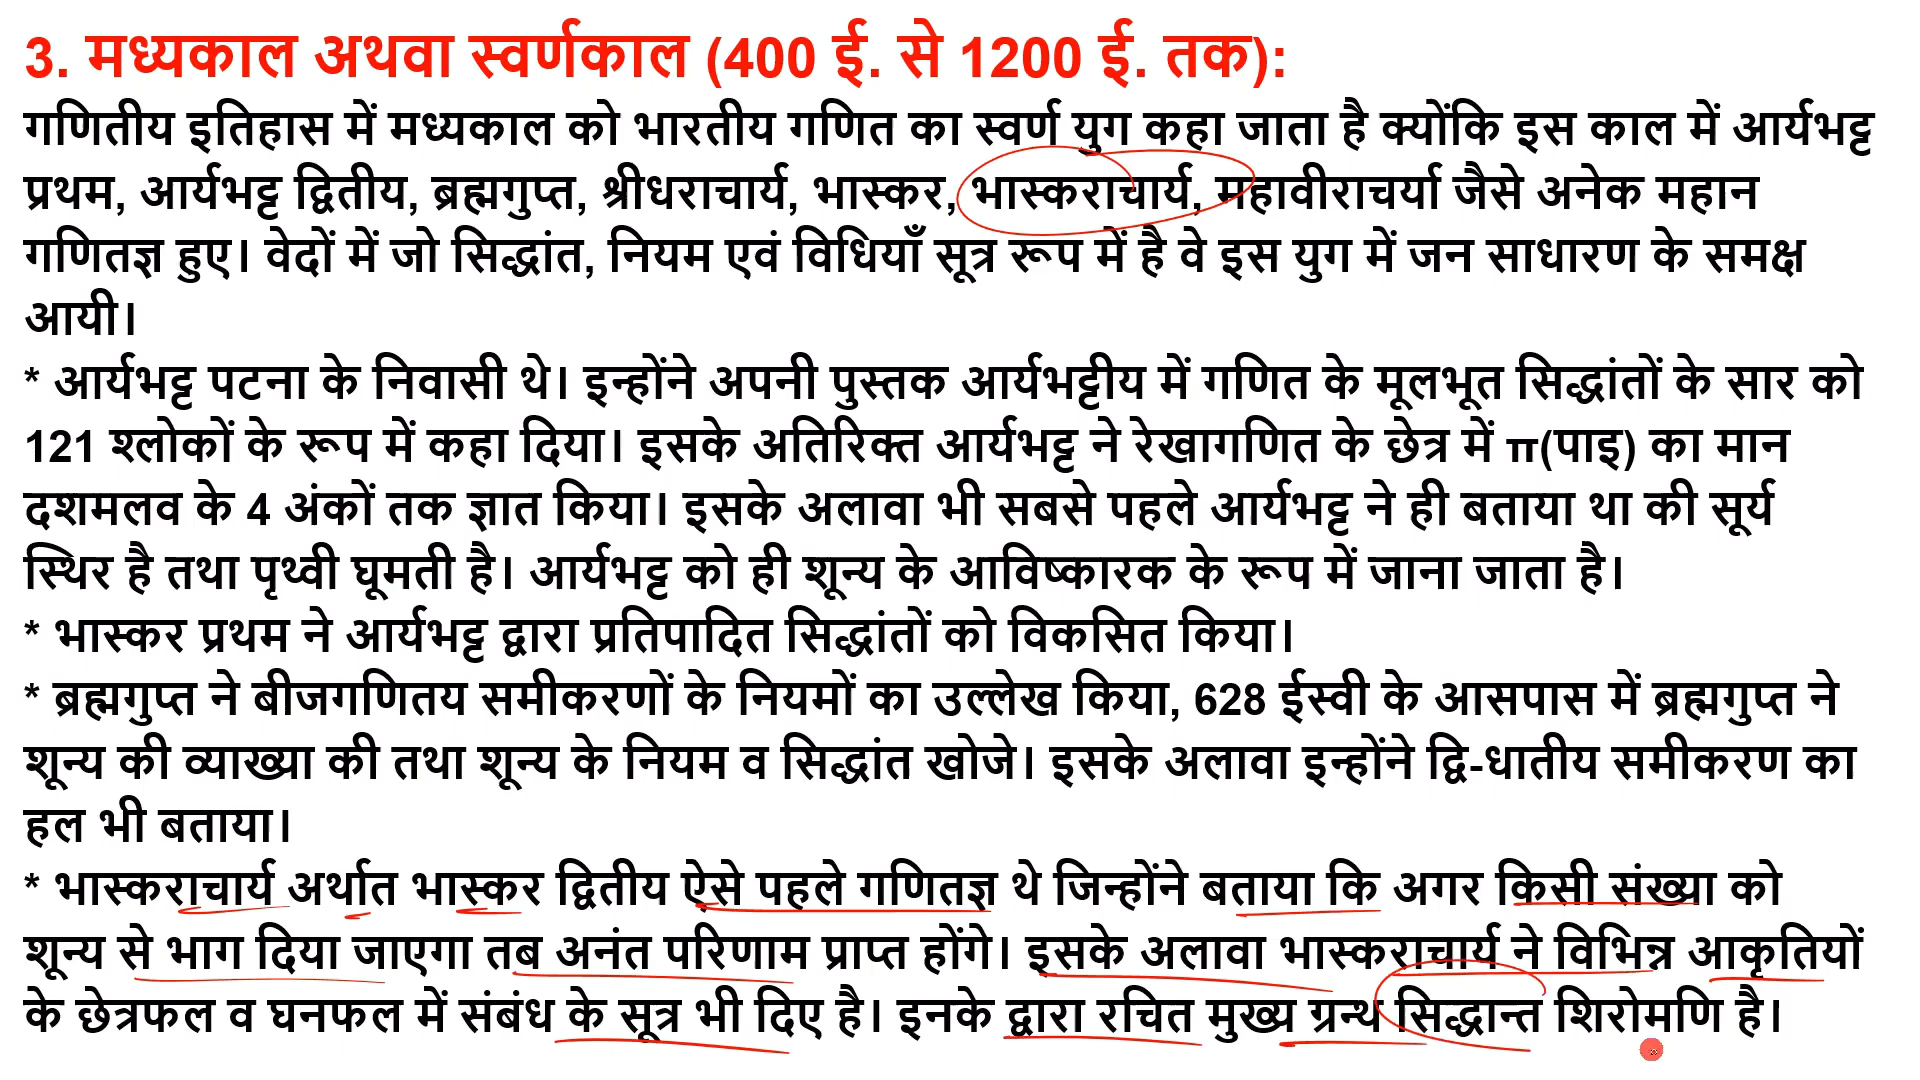 3. मध्यकाल अथवा स्वर्णकाल (400 ई. से 1200 ई. तक):
गणितीय इतिहास में मध्यकाल को भारतीय गणित का स्वर्ण युग कहा जाता है क्योंकि इस काल में आर्यभट्ट
प्रथम, आर्यभट्ट द्वितीय, ब्रह्मगुप्त, श्रीधराचार्य, भास्कर, भास्कराचार्य, महावीराचर्या जैसे अनेक महान
गणितज्ञ हुए। वेदों में जो सिद्धांत, नियम एवं विधियाँ सूत्र रूप में है वे इस युग में जन साधारण के समक्ष
आयी।
* आर्यभट्ट पटना के निवासी थे। इन्होंने अपनी पुस्तक आर्यभट्टीय में गणित के मूलभूत सिद्धांतों के सार को
121 श्लोकों के रूप में कहा दिया। इसके अतिरिक्त आर्यभट्ट ने रेखागणित के छेत्र में π(पाइ) का मान
दशमलव के 4 अंकों तक ज्ञात किया। इसके अलावा भी सबसे पहले आर्यभट्ट ने ही बताया था की सूर्य
स्थिर है तथा पृथ्वी घूमती है। आर्यभट्ट को ही शून्य के आविष्कारक के रूप में जाना जाता है।
* भास्कर प्रथम ने आर्यभट्ट द्वारा प्रतिपादित सिद्धांतों को विकसित किया।
* ब्रह्मगुप्त ने बीजगणितय समीकरणों के नियमों का उल्लेख किया, 628 ईस्वी के आसपास में ब्रह्मगुप्त ने
शून्य की व्याख्या की तथा शून्य के नियम व सिद्धांत खोजे। इसके अलावा इन्होंने द्वि-धातीय समीकरण का
हल भी बताया।
* भास्कराचार्य अर्थात भास्कर द्वितीय ऐसे पहले गणितज्ञ थे जिन्होंने बताया कि अगर किसी संख्या को
शून्य से भाग दिया जाएगा तब अनंत परिणाम प्राप्त होंगे। इसके अलावा भास्कराचार्य ने विभिन्न आकृतियों
के छेत्रफल व घनफल में संबंध के सूत्र भी दिए है। इनके द्वारा रचित मुख्य ग्रन्थ सिद्धान्त शिरोमणि है।